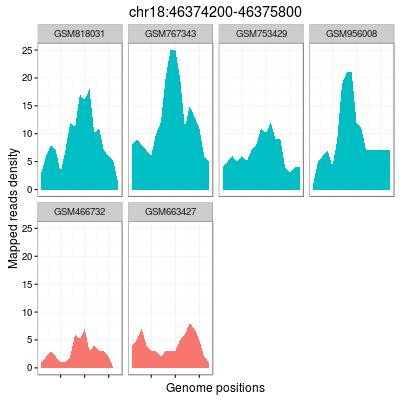 chr18:46374200-46375800
GSM818031 GSM767343 GSM753429 GSM956008
25
20
15
10
5
0
GSM466732 GSM663427
25
20
15
10
5
0
Mapped reads density
Genome positions